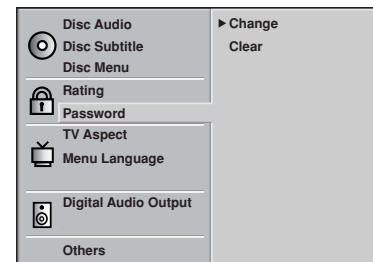 Disc Audio
Disc Subtitle
Disc Menu
Rating
Password
TV Aspect
Menu Language
Digital Audio Output
Others
Change
Clear